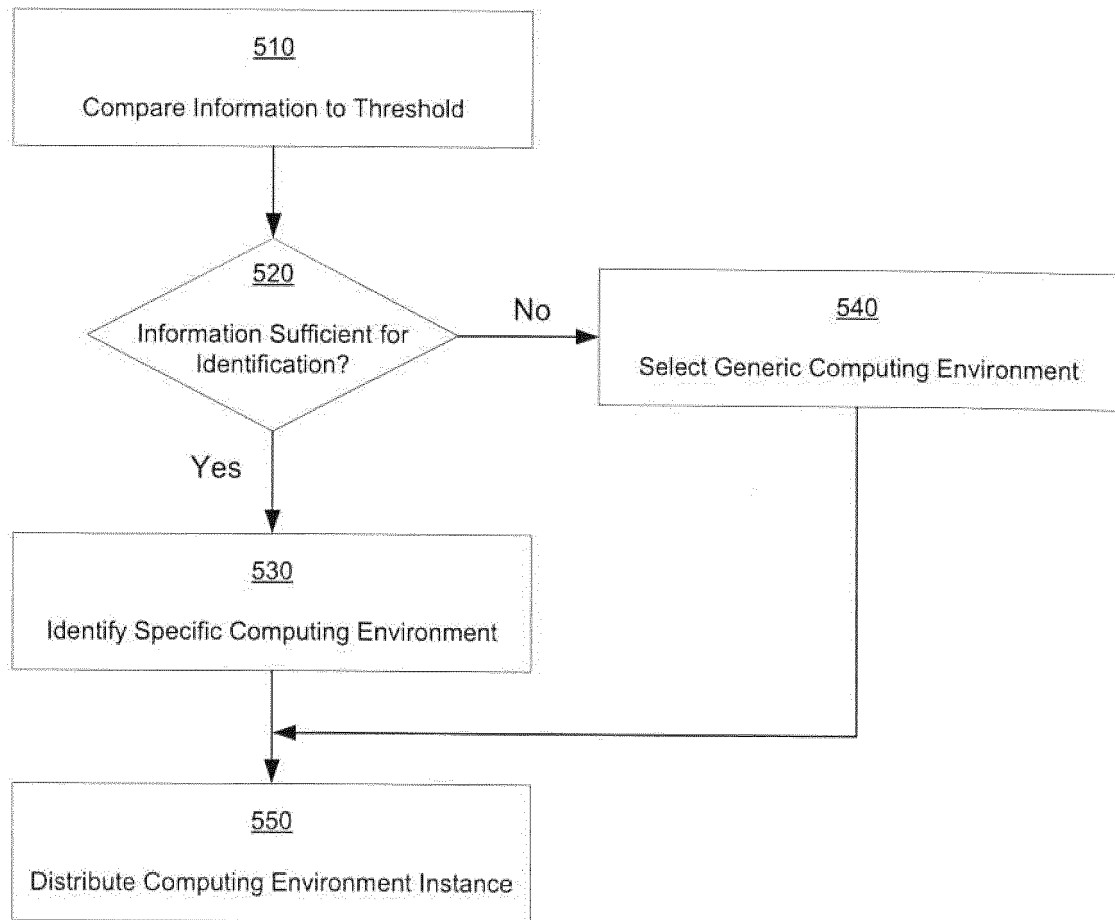 510
Compare Information to Threshold
520
Information Sufficient for
Identification?
No
540
Select Generic Computing Environment
Yes
530
Identify Specific Computing Environment
550
Distribute Computing Environment Instance